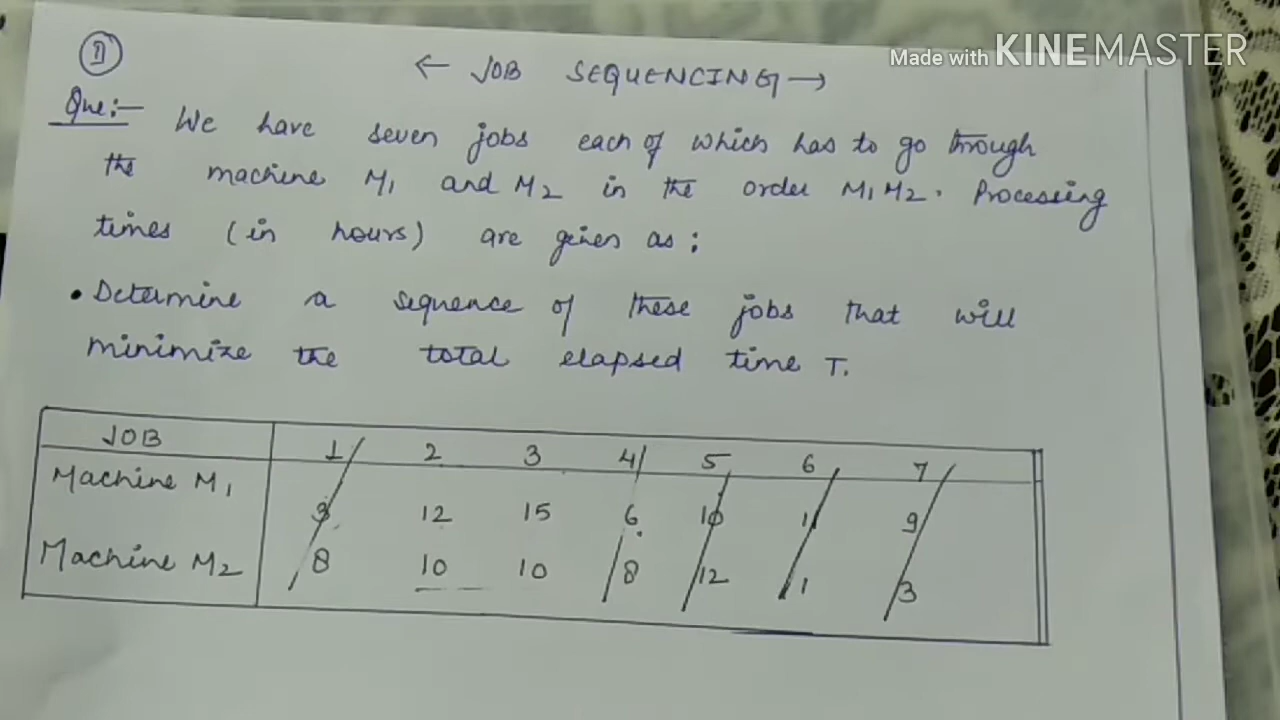 1
Made with KINEMASTER
← JOB SEQUENCING →
Que:- We have seven jobs each of which has to go through
the machine M1 and M2 in the order M1 M2. Processing
times (in hours) are given as:
• Determine a sequence of these jobs that will
minimize the total elapsed time T.
JOB 1 2 3 4 5 6 7
Machine M1 3 12 15 6 10 11 9
Machine M2 8 10 10 8 12 1 3